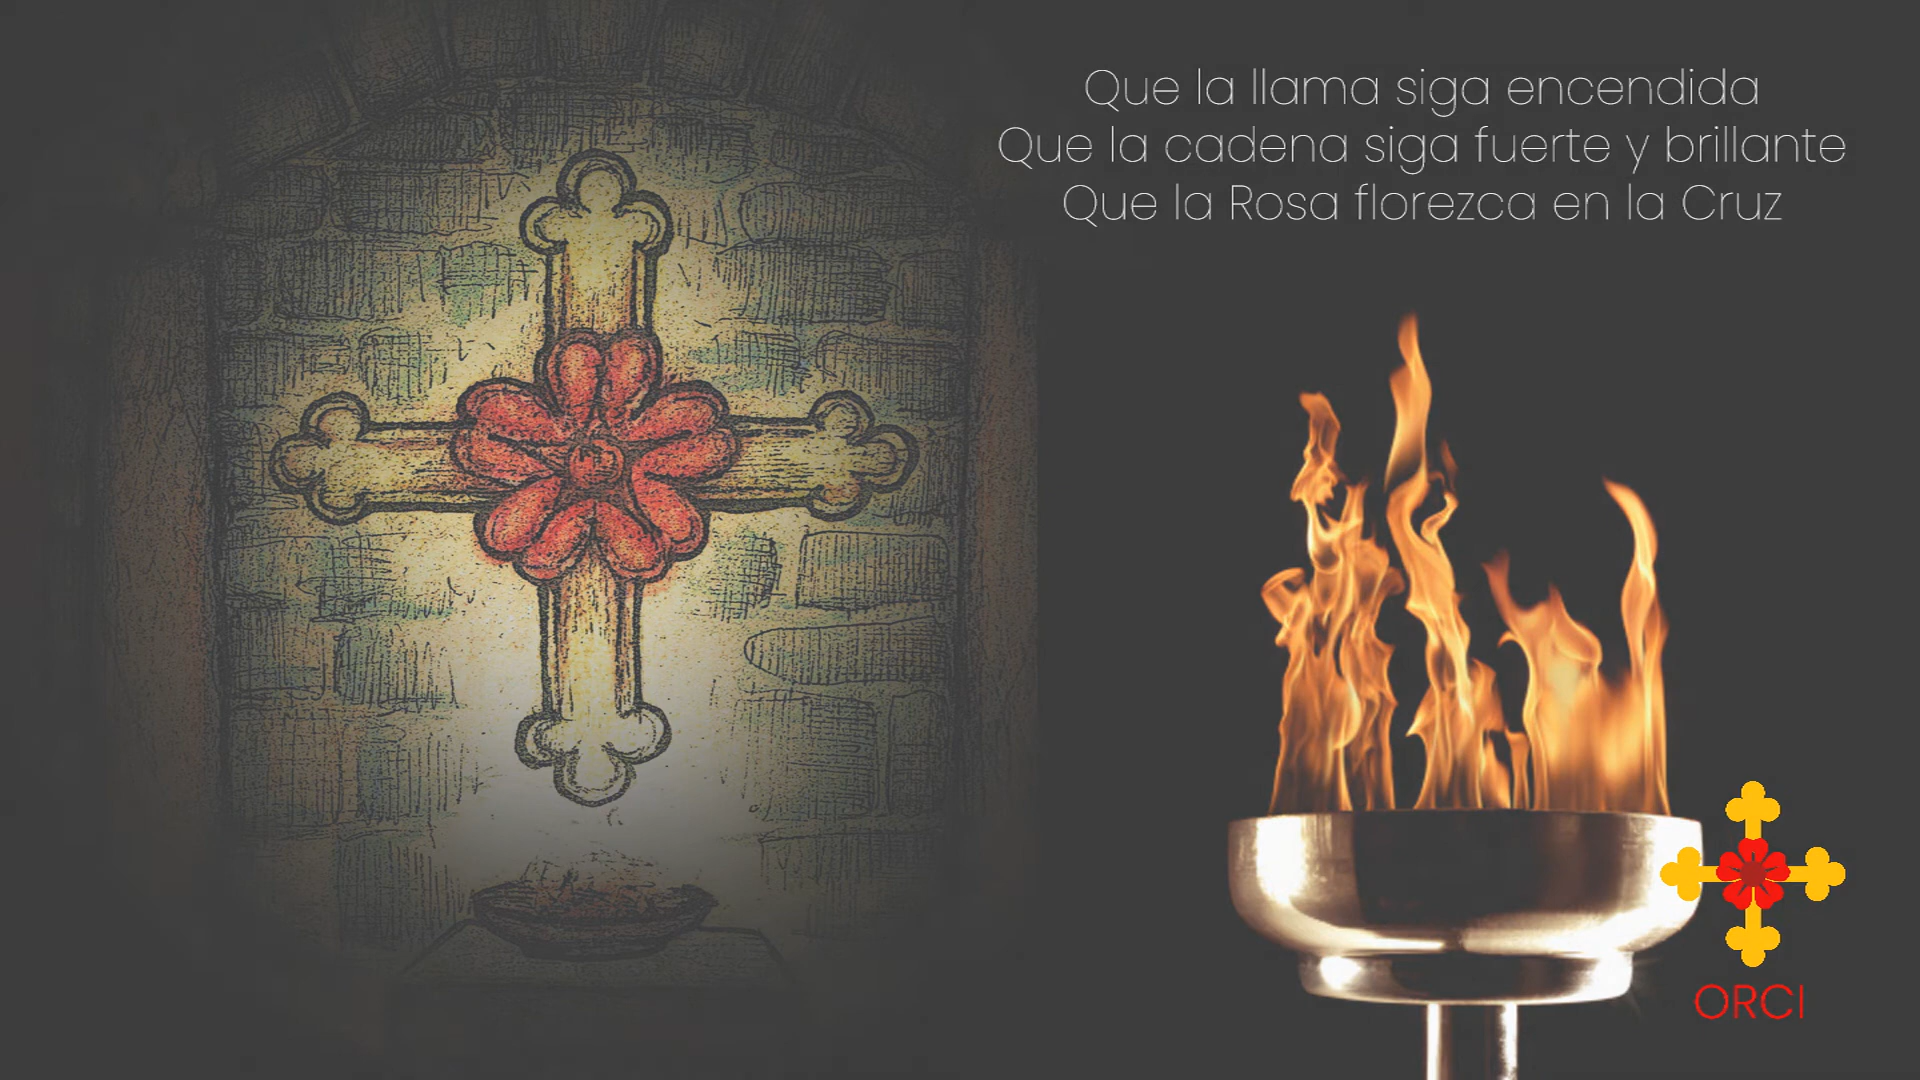 Que la llama siga encendida
Que la cadena siga fuerte y brillante
Que la Rosa florezca en la Cruz
ORCI